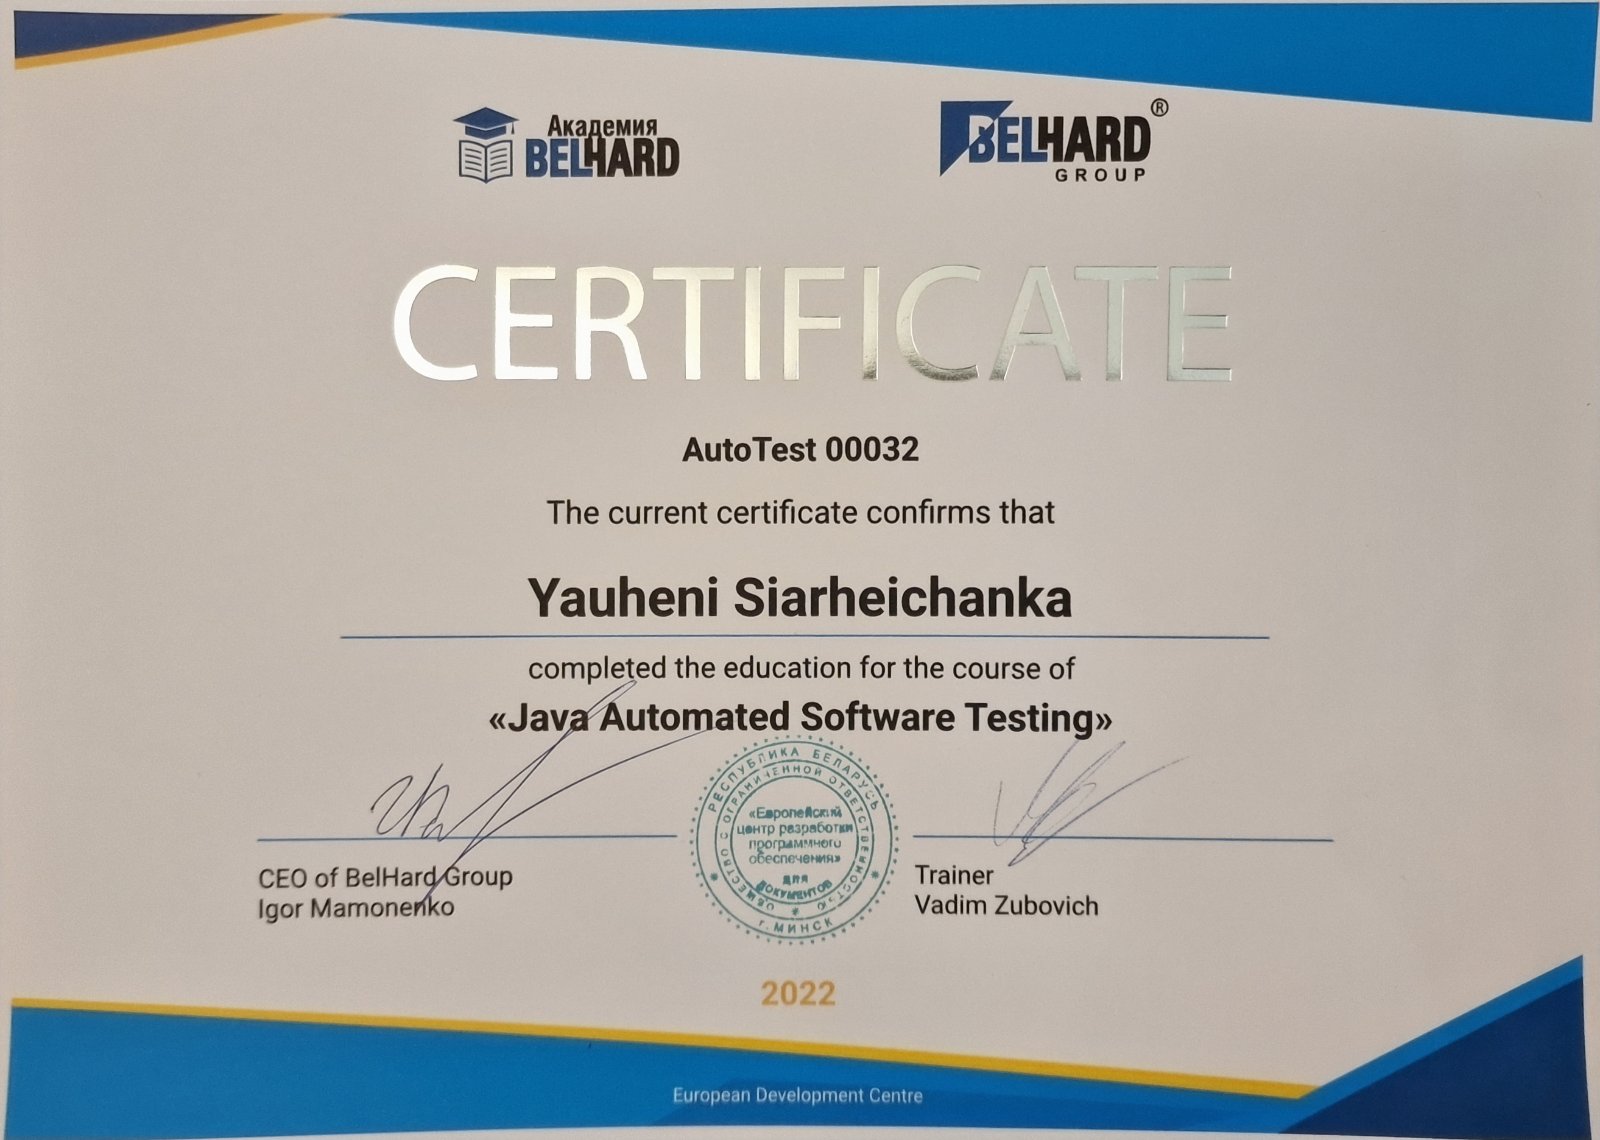 Академия
BELHARD
BELHARD®
GROUP
CERTIFICATE
AutoTest 00032
The current certificate confirms that
Yauheni Siarheichanka
completed the education for the course of
«Java Automated Software Testing»
РЕСПУБЛИКА БЕЛАРУСЬ
ОБЩЕСТВО С ОГРАНИЧЕННОЙ ОТВЕТСТВЕННОСТЬЮ
«Европейский
центр разработки
программного
обеспечения»
ДЛЯ
ДОКУМЕНТОВ
г. МИНСК
CEO of BelHard Group
Igor Mamonenko
Trainer
Vadim Zubovich
2022
European Development Centre